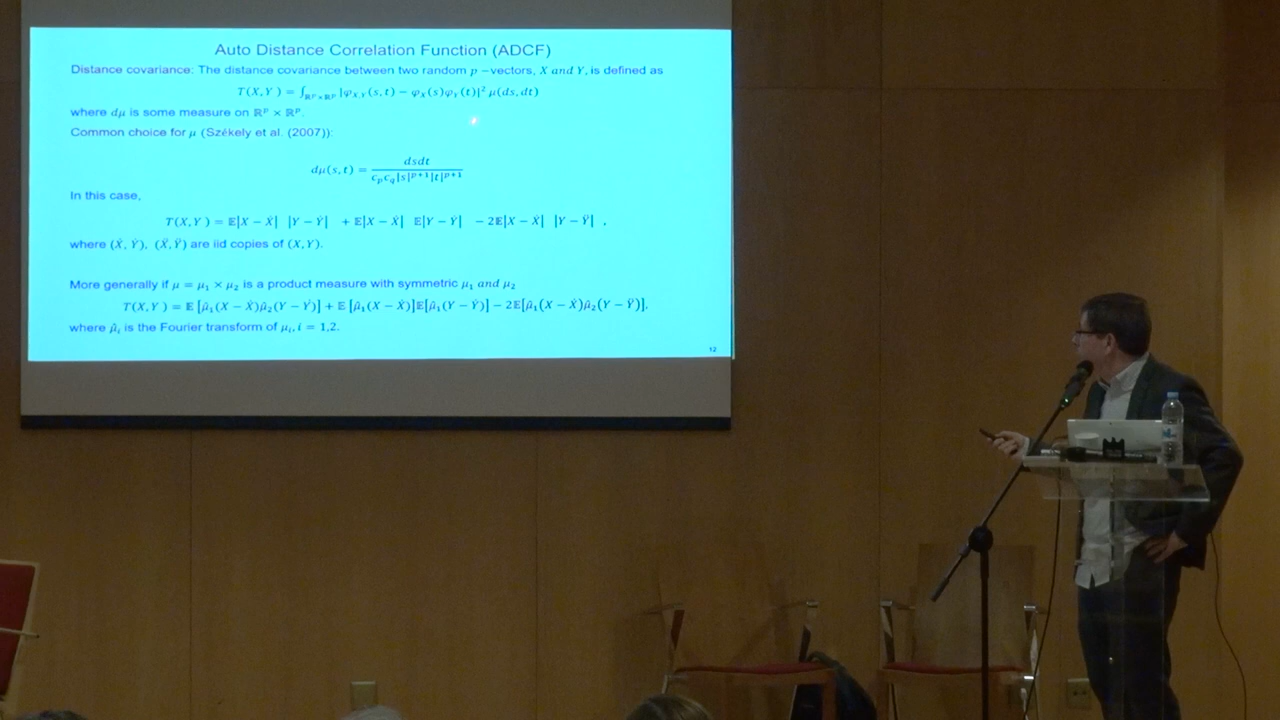 Auto Distance Correlation Function (ADCF)
Distance covariance: The distance covariance between two random p −vectors, X and Y, is defined as
T(X,Y) = ∫ℝᵖ×ℝᵖ |φX,Y(s,t) − φX(s)φY(t)|² μ(ds,dt)
where dμ is some measure on ℝᵖ × ℝᵖ.
Common choice for μ (Székely et al. (2007)):
dμ(s,t) = dsdt / cₚc_q|s|ᵖ⁺¹|t|ᵖ⁺¹
In this case,
T(X,Y) = 𝔼|X − Ẋ| |Y − Ẏ| + 𝔼|X − Ẋ| 𝔼|Y − Ẏ| − 2𝔼|X − Ẋ| |Y − Ÿ| ,
where (Ẋ, Ẏ), (Ẍ, Ÿ) are iid copies of (X, Y).
More generally if μ = μ₁ × μ₂ is a product measure with symmetric μ₁ and μ₂
T(X,Y) = 𝔼 [μ̂₁(X − Ẋ)μ̂₂(Y − Ẏ)] + 𝔼 [μ̂₁(X − Ẋ)]𝔼[μ̂₁(Y − Ẏ)] − 2𝔼[μ̂₁(X − Ẋ)μ̂₂(Y − Ÿ)],
where μ̂ᵢ is the Fourier transform of μᵢ, i = 1,2.
12